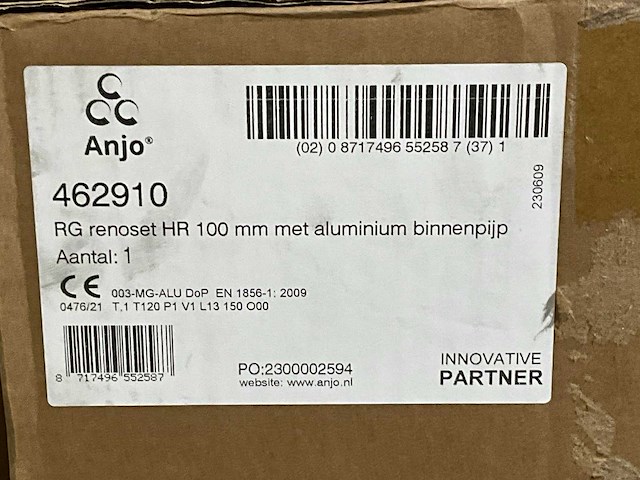 Anjo®
(02) 0 8717496 55258 7 (37) 1
230609
462910
RG renoset HR 100 mm met aluminium binnenpijp
Aantal: 1
CE 003-MG-ALU DoP EN 1856-1: 2009
0476/21 T,1 T120 P1 V1 L13 150 O00
8 717496 552587
PO:2300002594
website: www.anjo.nl
INNOVATIVE
PARTNER